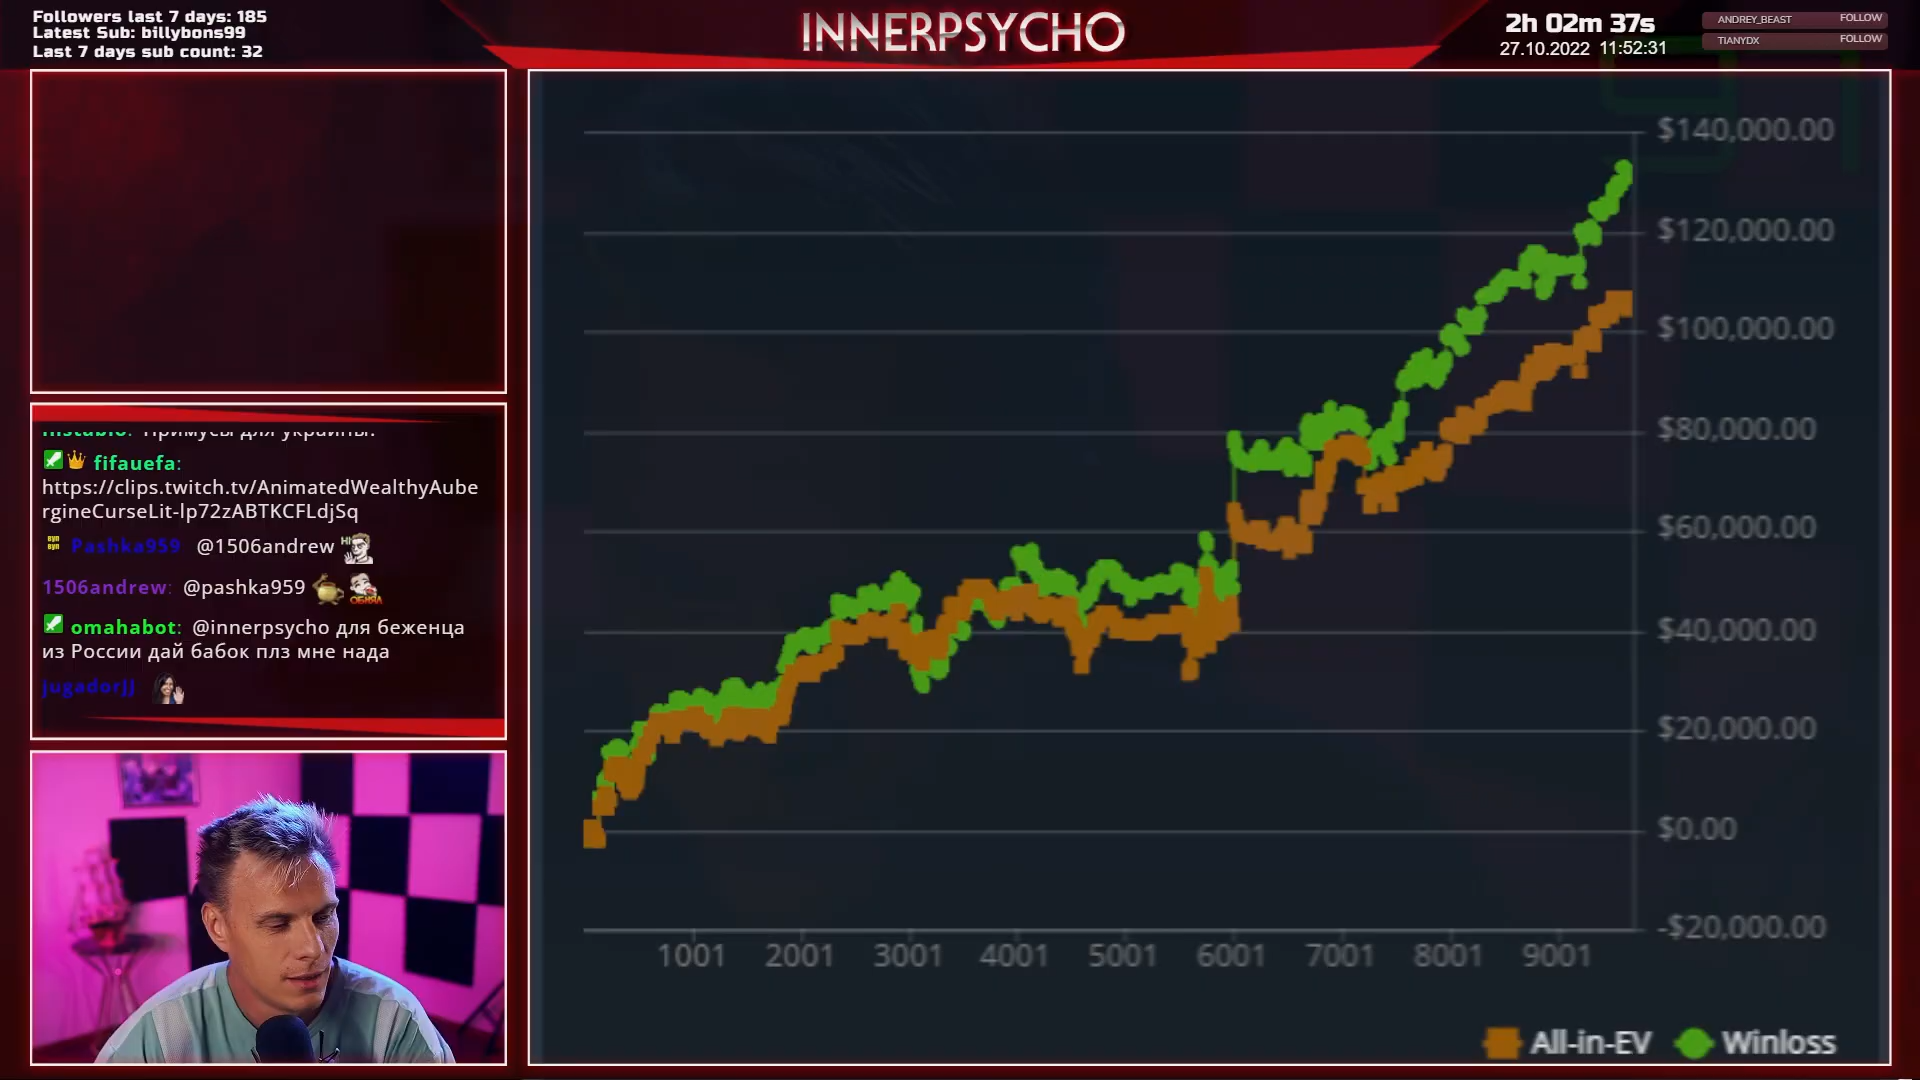 Followers last 7 days: 185
Latest Sub: billybons99
Last 7 days sub count: 32
INNERPSYCHO
2h 02m 37s
27.10.2022 11:52:31
ANDREY_BEAST FOLLOW
TIANYDX FOLLOW
для украины.
fifauefa:
https://clips.twitch.tv/AnimatedWealthyAube
rgineCurseLit-lp72zABTKCFLdjSq
Pashka959 @1506andrew
1506andrew: @pashka959
ОБНЯЛ
omahabot: @innerpsycho для беженца
из России дай бабок плз мне нада
jugadorJJ
$140,000.00
$120,000.00
$100,000.00
$80,000.00
$60,000.00
$40,000.00
$20,000.00
$0.00
-$20,000.00
1001 2001 3001 4001 5001 6001 7001 8001 9001
All-in-EV Winloss